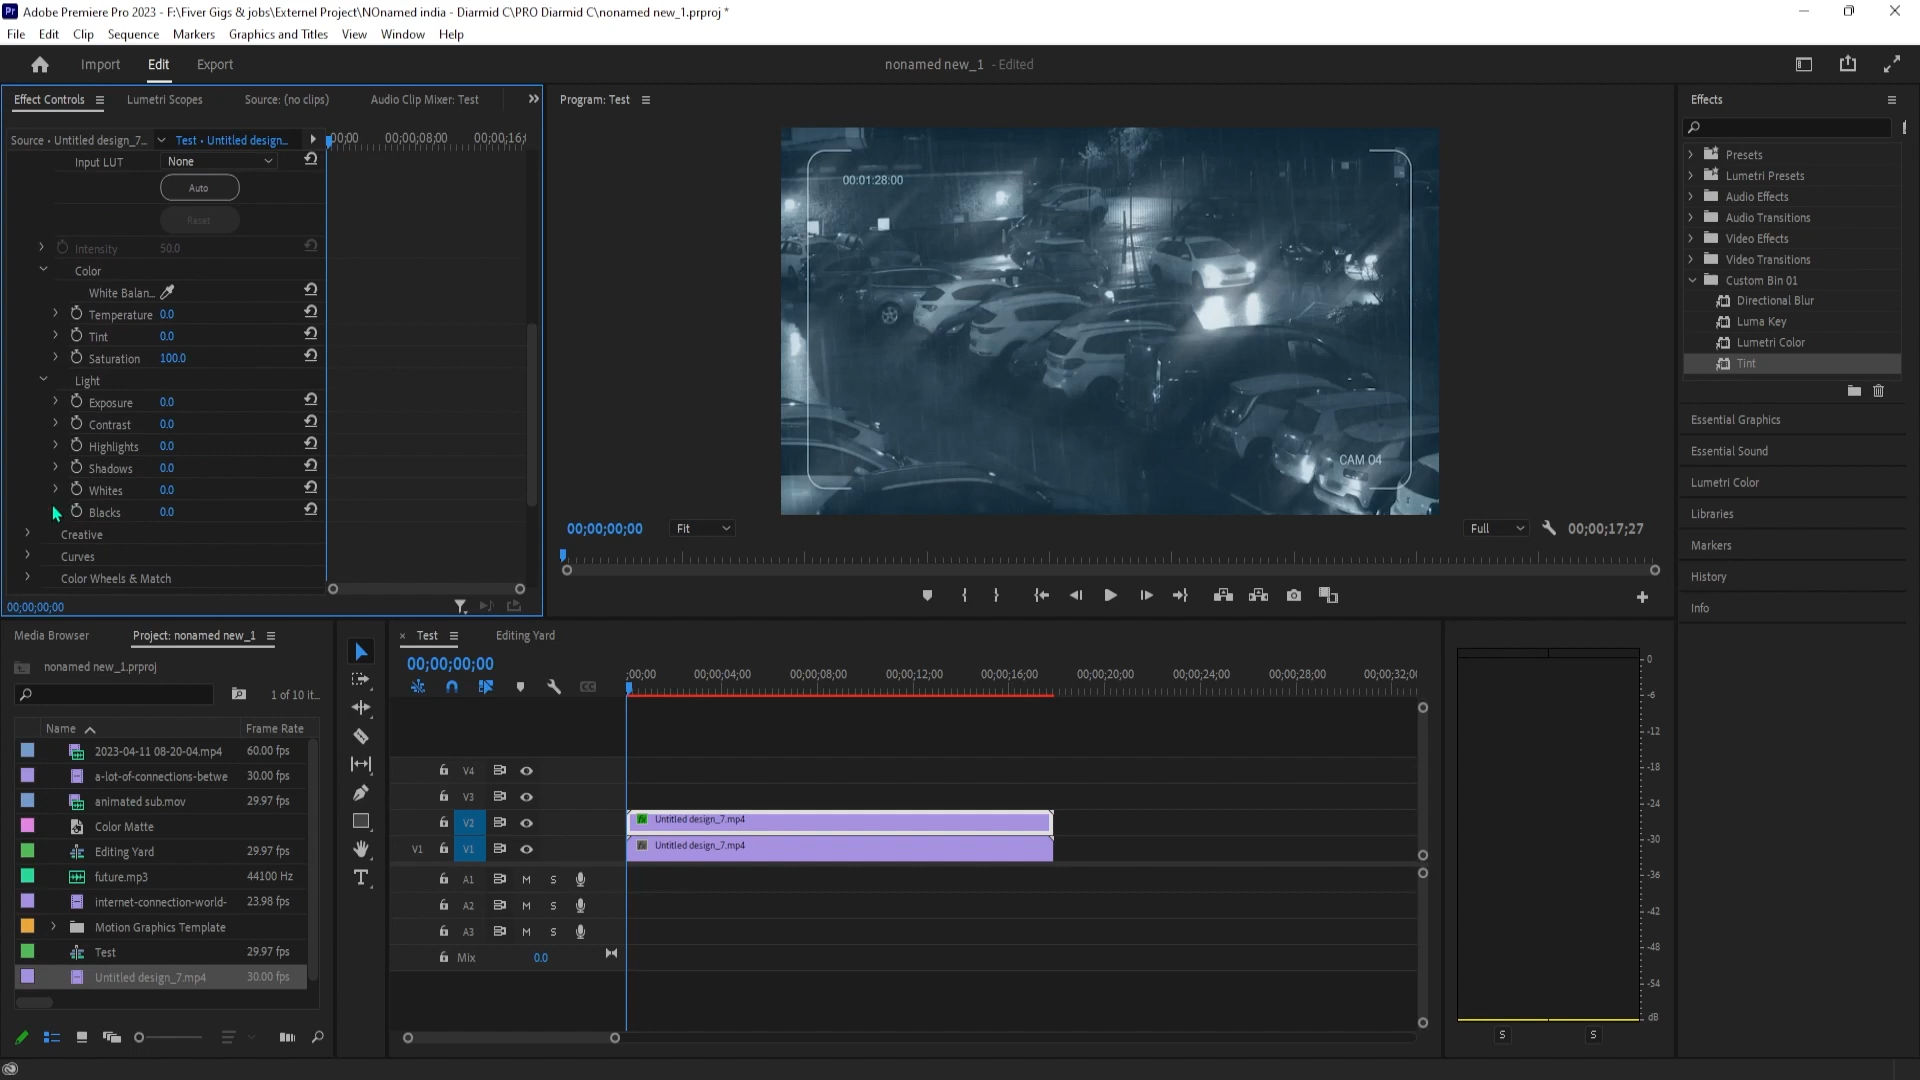 Adobe Premiere Pro 2023 - F:\Fiver Gigs & jobs\Externel Project\NOnamed india - Diarmid C\PRO Diarmid C\nonamed new_1.prproj *
File Edit Clip Sequence Markers Graphics and Titles View Window Help
Import Edit Export
nonamed new_1 - Edited
Effect Controls
Lumetri Scopes
Source: (no clips)
Audio Clip Mixer: Test
Source • Untitled design_7...
Test • Untitled design...
00;00
00;00;08;00
Input LUT
None
Auto
Reset
Intensity 50.0
Color
White Balan...
Temperature 0.0
Tint 0.0
Saturation 100.0
Light
Exposure 0.0
Contrast 0.0
Highlights 0.0
Shadows 0.0
Whites 0.0
Blacks 0.0
Creative
Curves
Color Wheels & Match
00;00;00;00
Program: Test
00:01:28:00
CAM 04
00;00;00;00
Fit
Full
00;00;17;27
Effects
Presets
Lumetri Presets
Audio Effects
Audio Transitions
Video Effects
Video Transitions
Custom Bin 01
Directional Blur
Luma Key
Lumetri Color
Tint
Essential Graphics
Essential Sound
Lumetri Color
Libraries
Markers
History
Info
Media Browser
Project: nonamed new_1
nonamed new_1.prproj
1 of 10 it...
Name
Frame Rate
2023-04-11 08-20-04.mp4 60.00 fps
a-lot-of-connections-betwe 30.00 fps
animated sub.mov 29.97 fps
Color Matte
Editing Yard 29.97 fps
future.mp3 44100 Hz
internet-connection-world- 23.98 fps
Motion Graphics Template
Test 29.97 fps
Untitled design_7.mp4 30.00 fps
Test
Editing Yard
00;00;00;00
;00;00 00;00;04;00 00;00;08;00 00;00;12;00 00;00;16;00 00;00;20;00 00;00;24;00 00;00;28;00 00;00;32;0
V4
V3
V2
Untitled design_7.mp4
V1 V1
Untitled design_7.mp4
A1 M S
A2 M S
A3 M S
Mix 0.0
0
-6
-12
-18
-24
-30
-36
-42
-48
-54
dB
S S